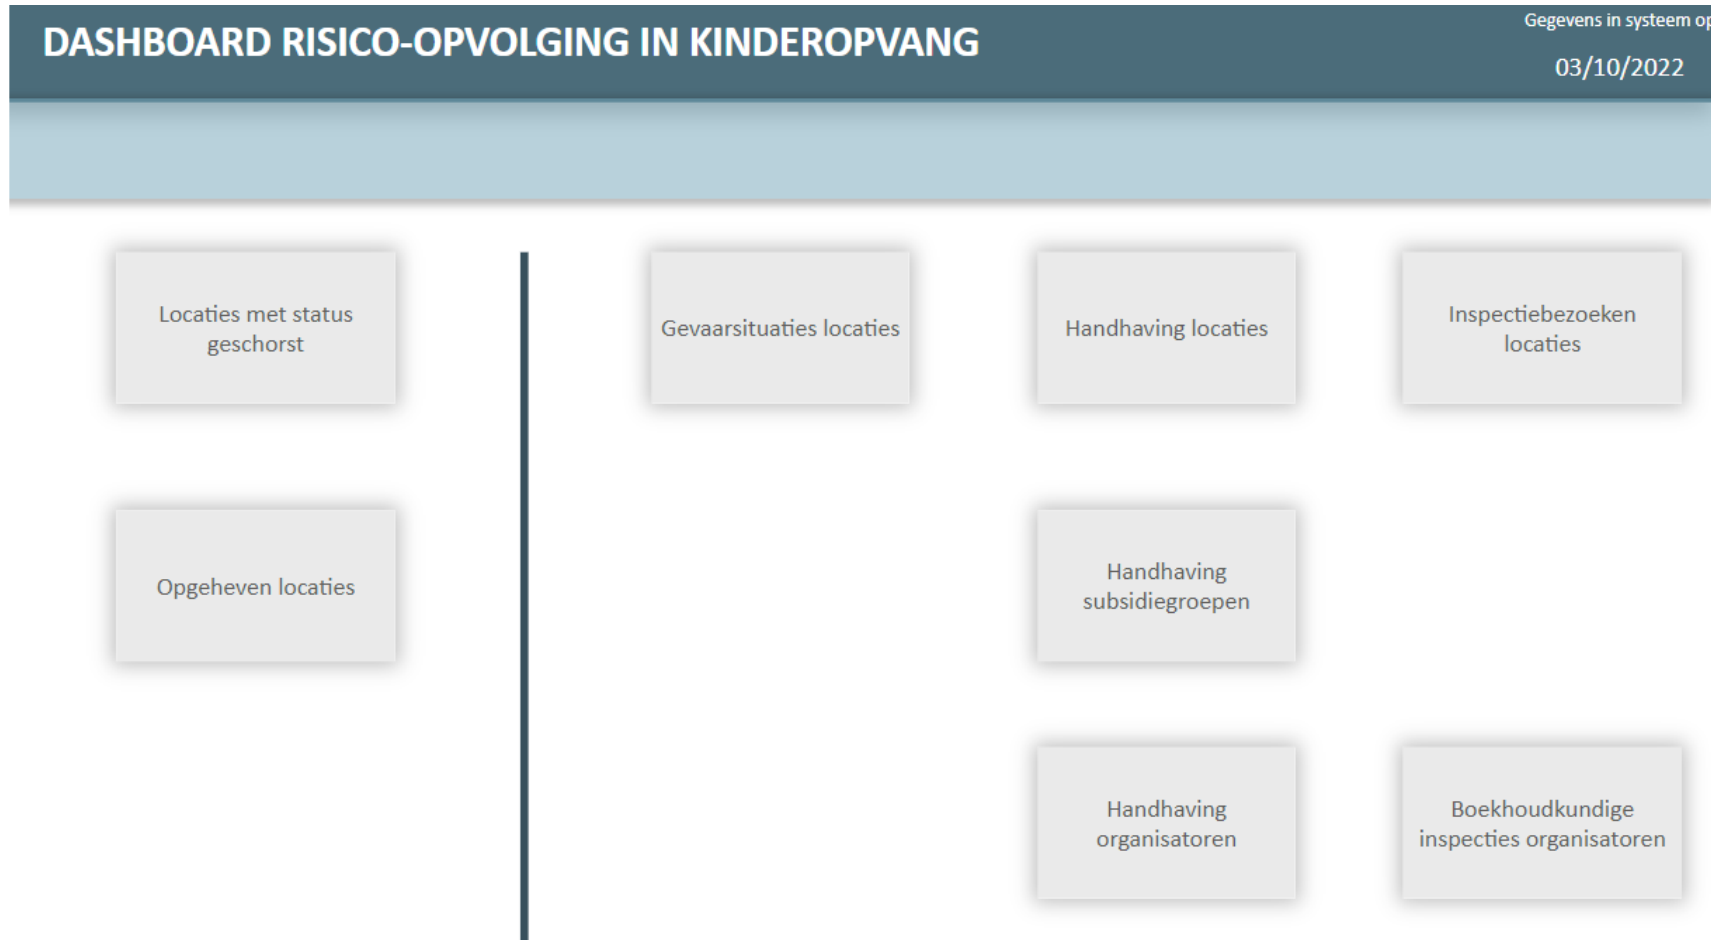 DASHBOARD RISICO-OPVOLGING IN KINDEROPVANG
Gegevens in systeem op
03/10/2022
Locaties met status
geschorst
Gevaarsituaties locaties
Handhaving locaties
Inspectiebezoeken
locaties
Opgeheven locaties
Handhaving
subsidiegroepen
Handhaving
organisatoren
Boekhoudkundige
inspecties organisatoren